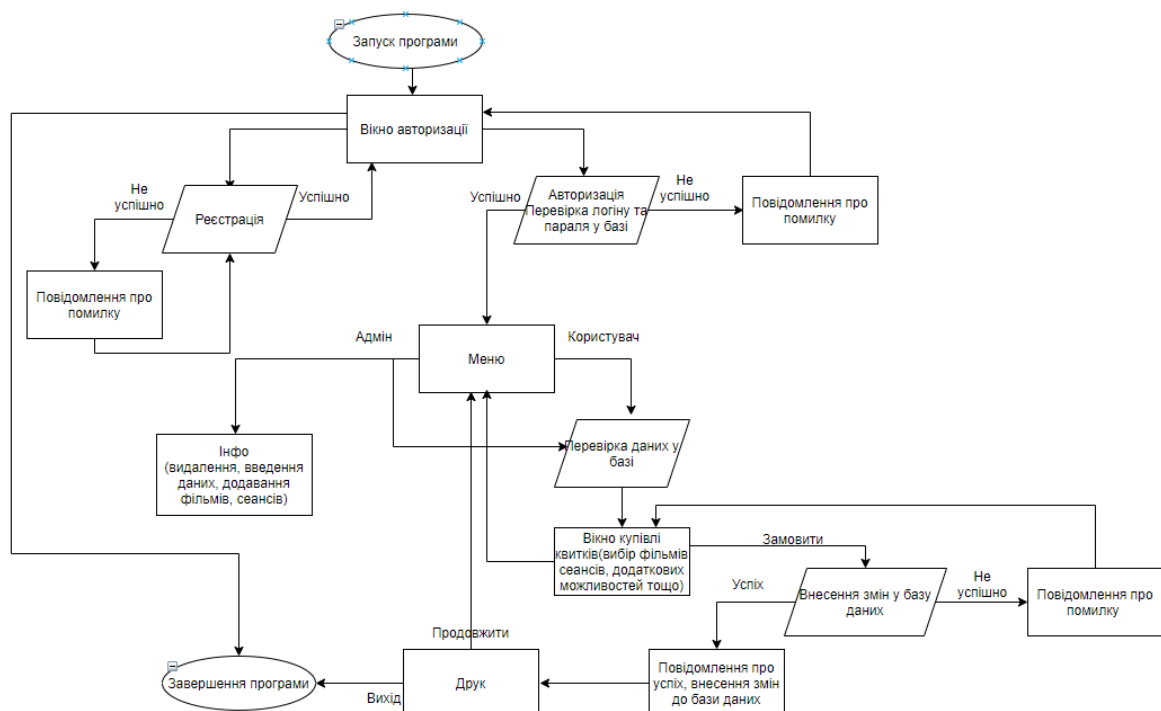 Запуск програми
Вікно авторизації
Не
успішно
Реєстрація
Успішно
Успішно
Авторизація
Перевірка логіну та
параля у базі
Не
успішно
Повідомлення про
помилку
Повідомлення про
помилку
Адмін
Меню
Користувач
Інфо
(видалення, введення
даних, додавання
фільмів, сеансів)
Перевірка даних у
базі
Вікно купівлі
квитків(вибір фільмів
сеансів, додаткових
можливостей тощо)
Замовити
Успіх
Внесення змін у базу
даних
Не
успішно
Повідомлення про
помилку
Продовжити
Завершення програми
Вихід
Друк
Повідомлення про
успіх, внесення змін
до бази даних